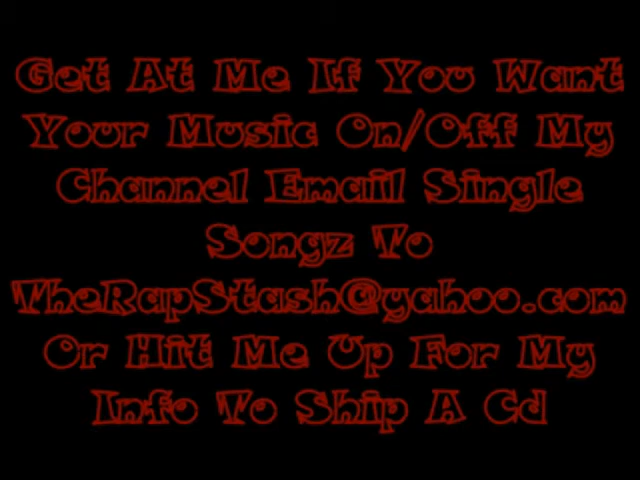 Get At Me If You Want
Your Music On/Off My
Channel Email Single
Songz To
TheRapStash@yahoo.com
Or Hit Me Up For My
Info To Ship A Cd